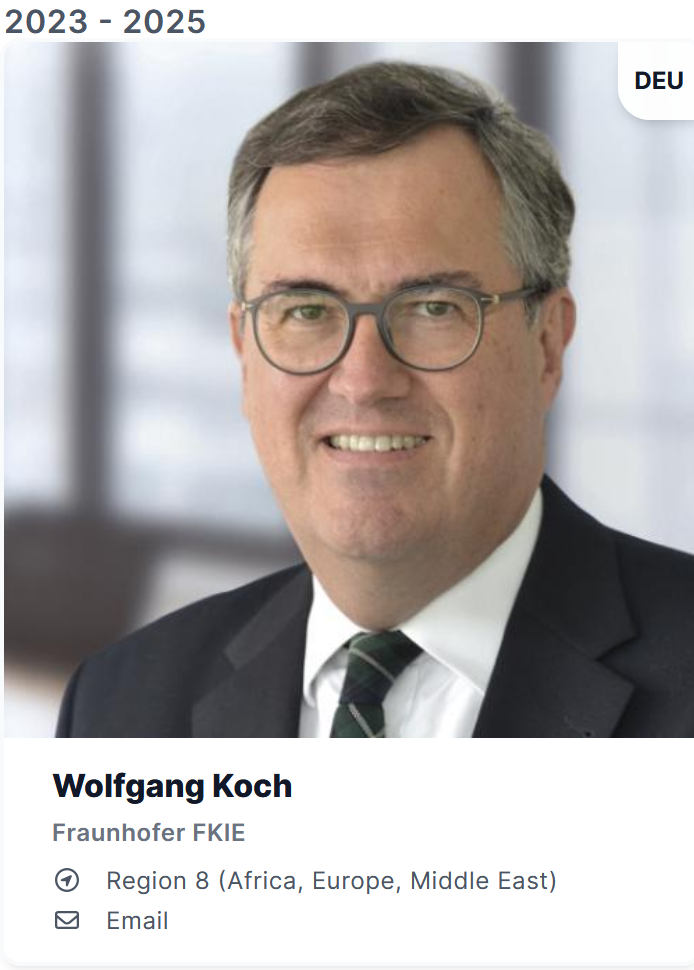 2023 - 2025
DEU
Wolfgang Koch
Fraunhofer FKIE
Region 8 (Africa, Europe, Middle East)
Email